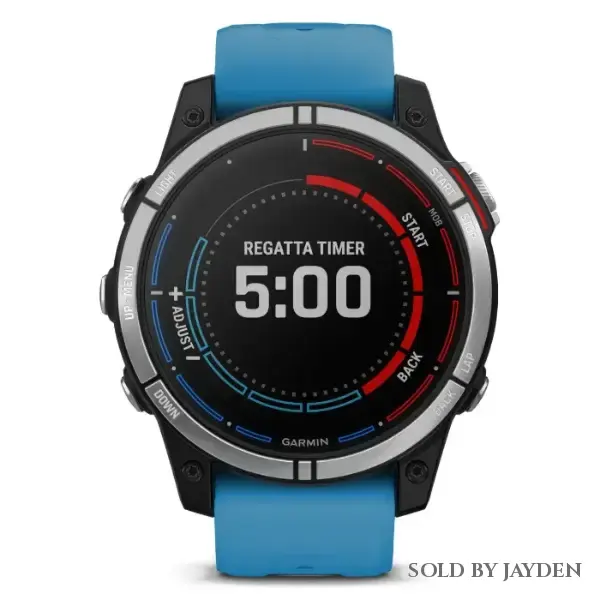 LIGHT
START
STOP
MOB
START
REGATTA TIMER
5:00
UP MENU
+ ADJUST −
BACK
DOWN
LAP
BACK
GARMIN
SOLD BY JAYDEN